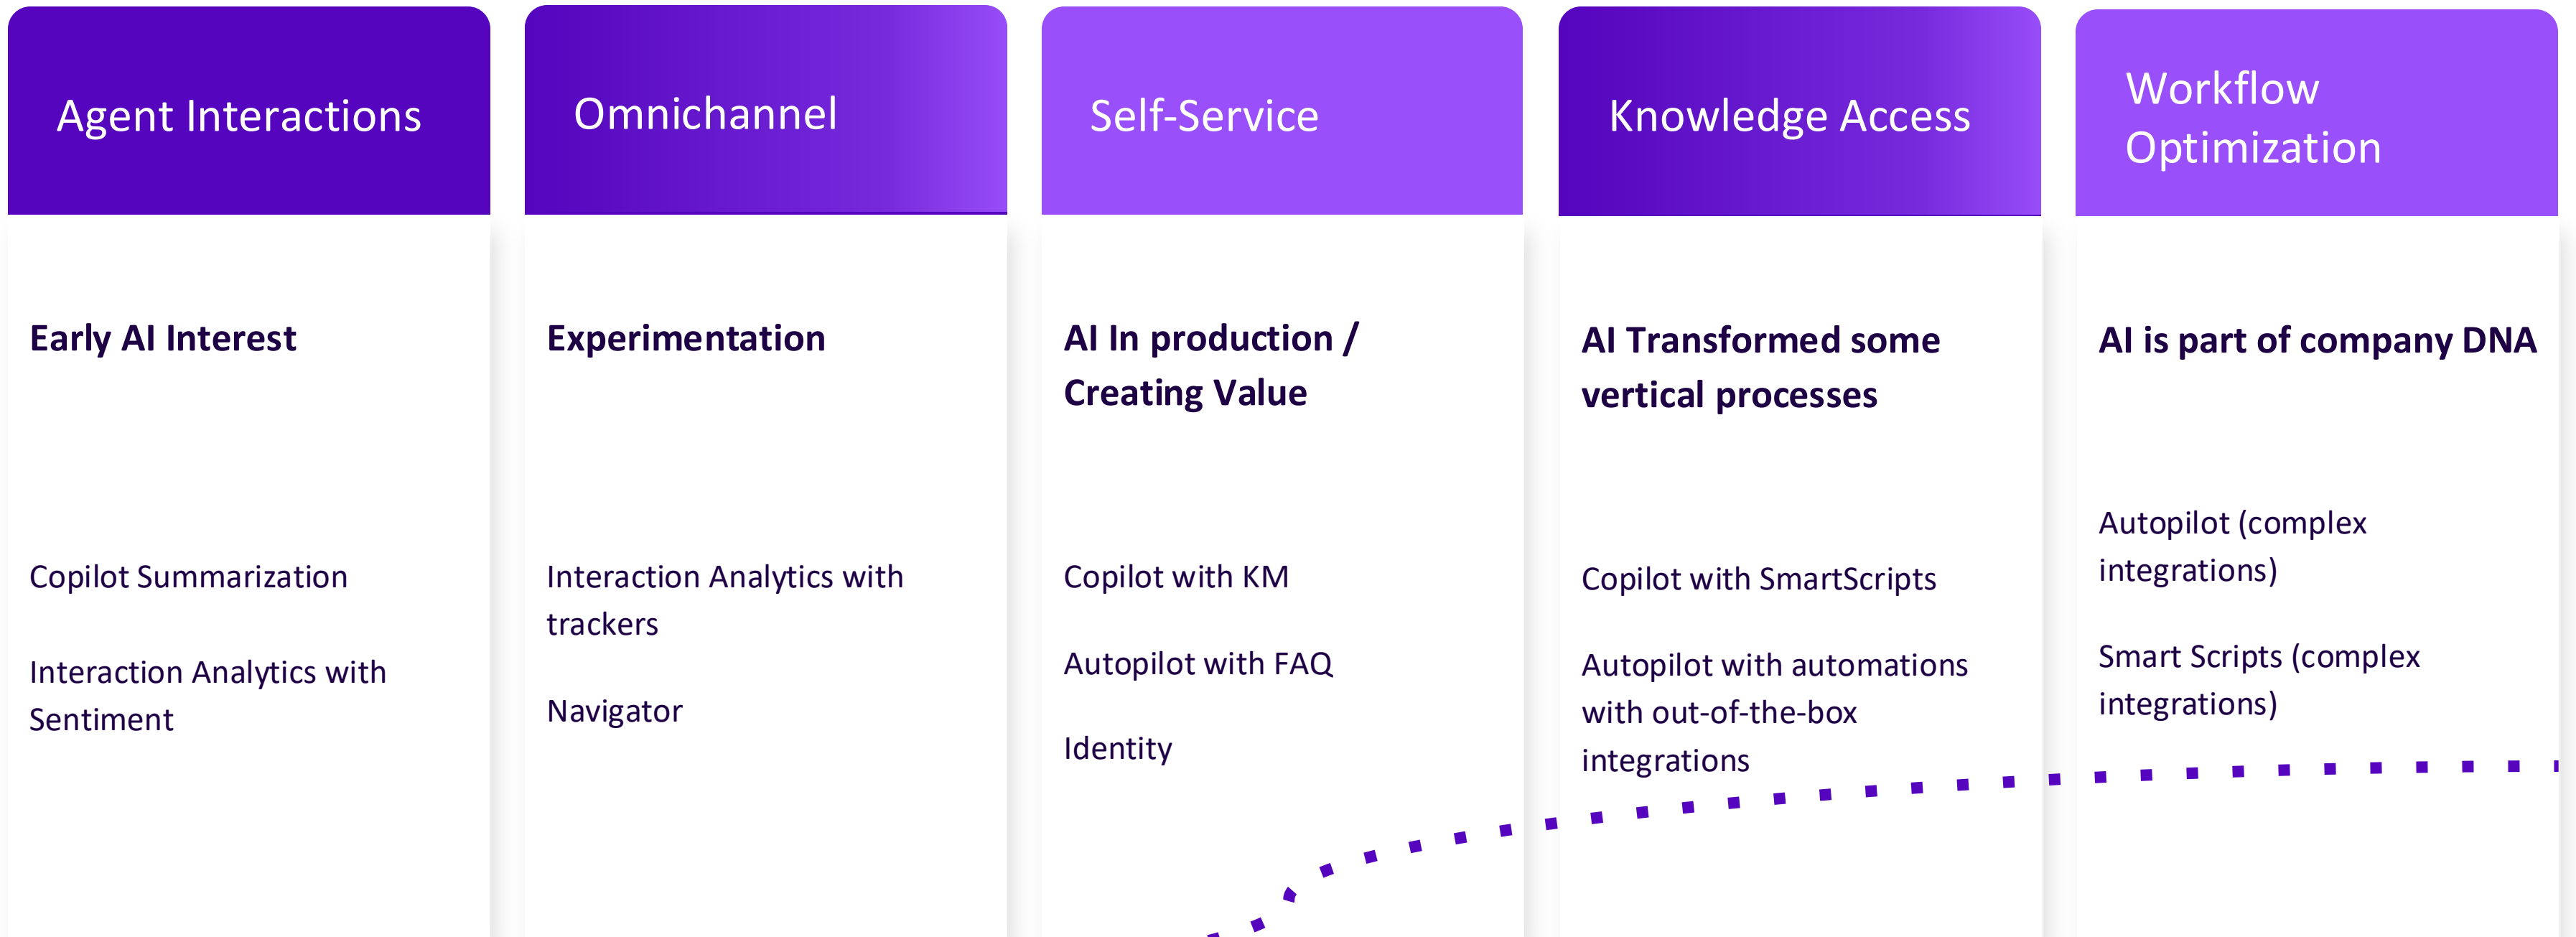 Agent Interactions
Early AI Interest
Copilot Summarization
Interaction Analytics with
Sentiment
Omnichannel
Experimentation
Interaction Analytics with
trackers
Navigator
Self-Service
AI In production /
Creating Value
Copilot with KM
Autopilot with FAQ
Identity
Knowledge Access
AI Transformed some
vertical processes
Copilot with SmartScripts
Autopilot with automations
with out-of-the-box
integrations
Workflow
Optimization
AI is part of company DNA
Autopilot (complex
integrations)
Smart Scripts (complex
integrations)